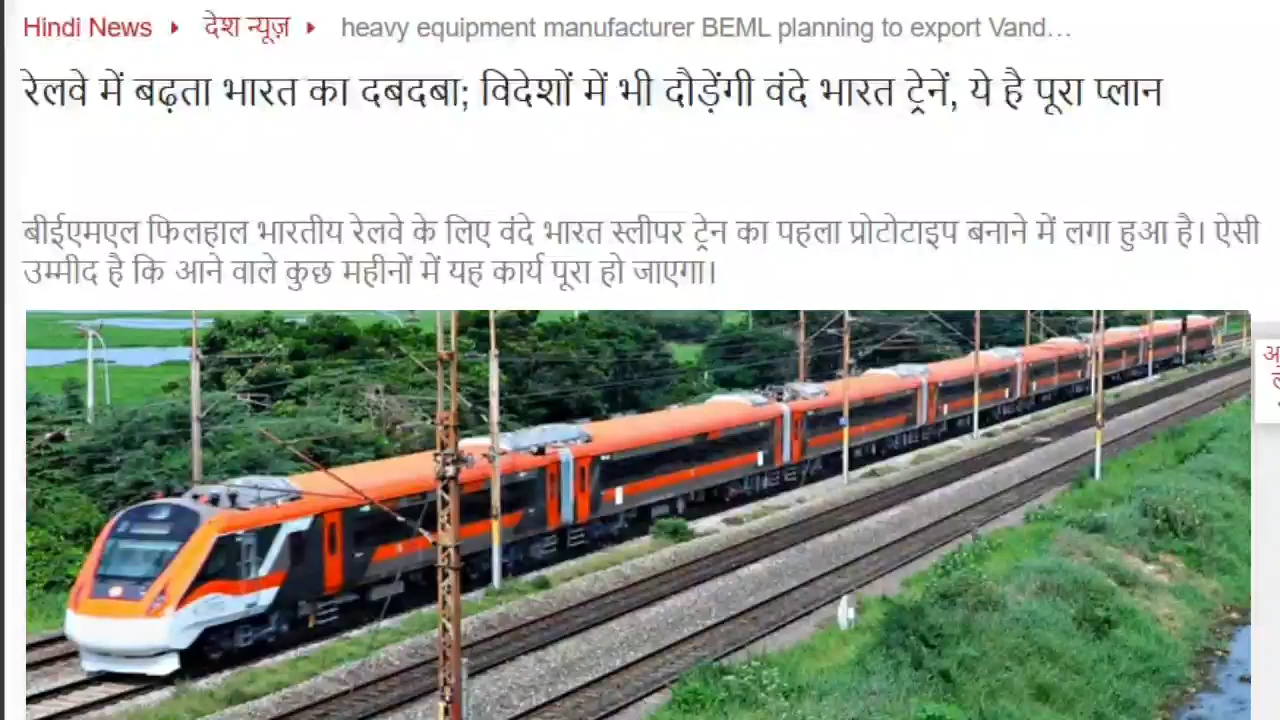 Hindi News ▸ देश न्यूज़ ▸ heavy equipment manufacturer BEML planning to export Vand…
रेलवे में बढ़ता भारत का दबदबा; विदेशों में भी दौड़ेंगी वंदे भारत ट्रेनें, ये है पूरा प्लान
बीईएमएल फिलहाल भारतीय रेलवे के लिए वंदे भारत स्लीपर ट्रेन का पहला प्रोटोटाइप बनाने में लगा हुआ है। ऐसी
उम्मीद है कि आने वाले कुछ महीनों में यह कार्य पूरा हो जाएगा।